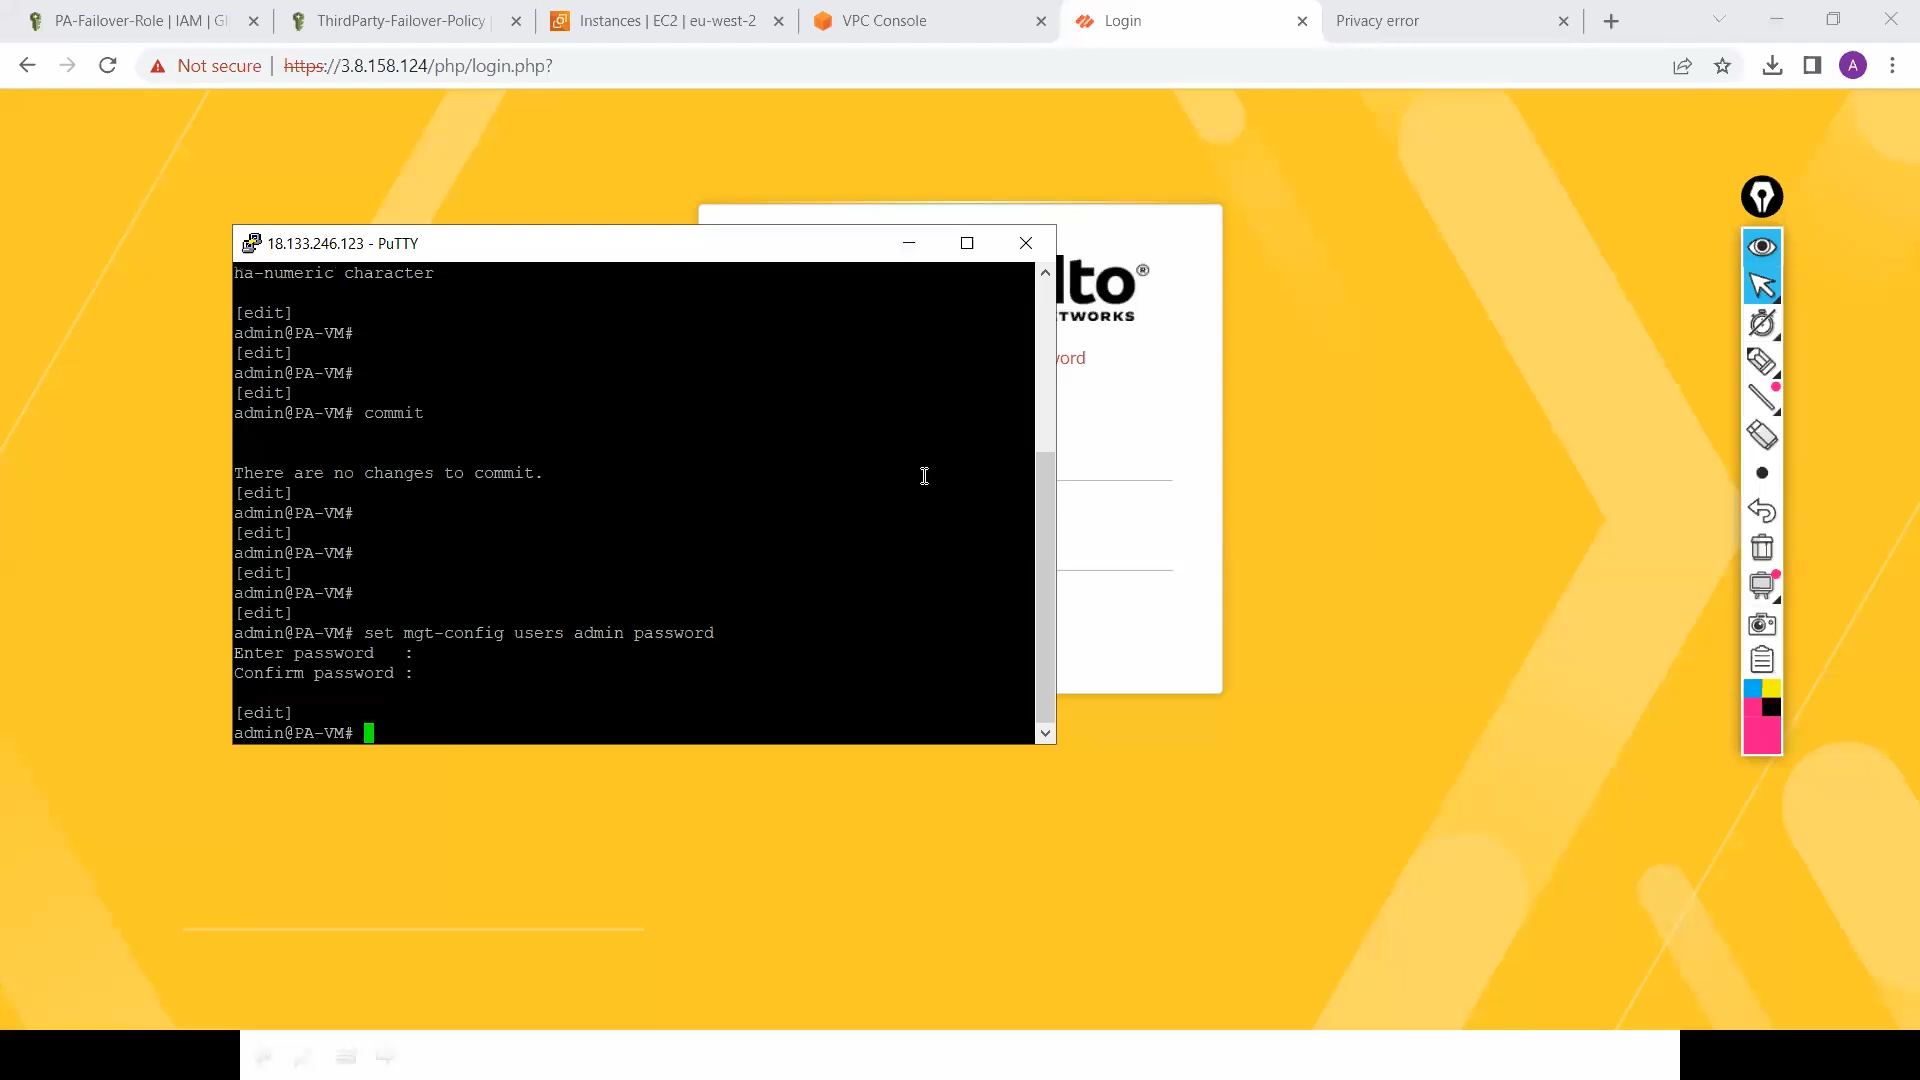 PA-Failover-Role | IAM | Gl
ThirdParty-Failover-Policy
Instances | EC2 | eu-west-2
VPC Console
Login
Privacy error
Not secure
https://3.8.158.124/php/login.php?
A
18.133.246.123 - PuTTY
ha-numeric character
[edit]
admin@PA-VM#
[edit]
admin@PA-VM#
[edit]
admin@PA-VM# commit
There are no changes to commit.
[edit]
admin@PA-VM#
[edit]
admin@PA-VM#
[edit]
admin@PA-VM#
[edit]
admin@PA-VM# set mgt-config users admin password
Enter password   :
Confirm password :
[edit]
admin@PA-VM#
lto®
TWORKS
word